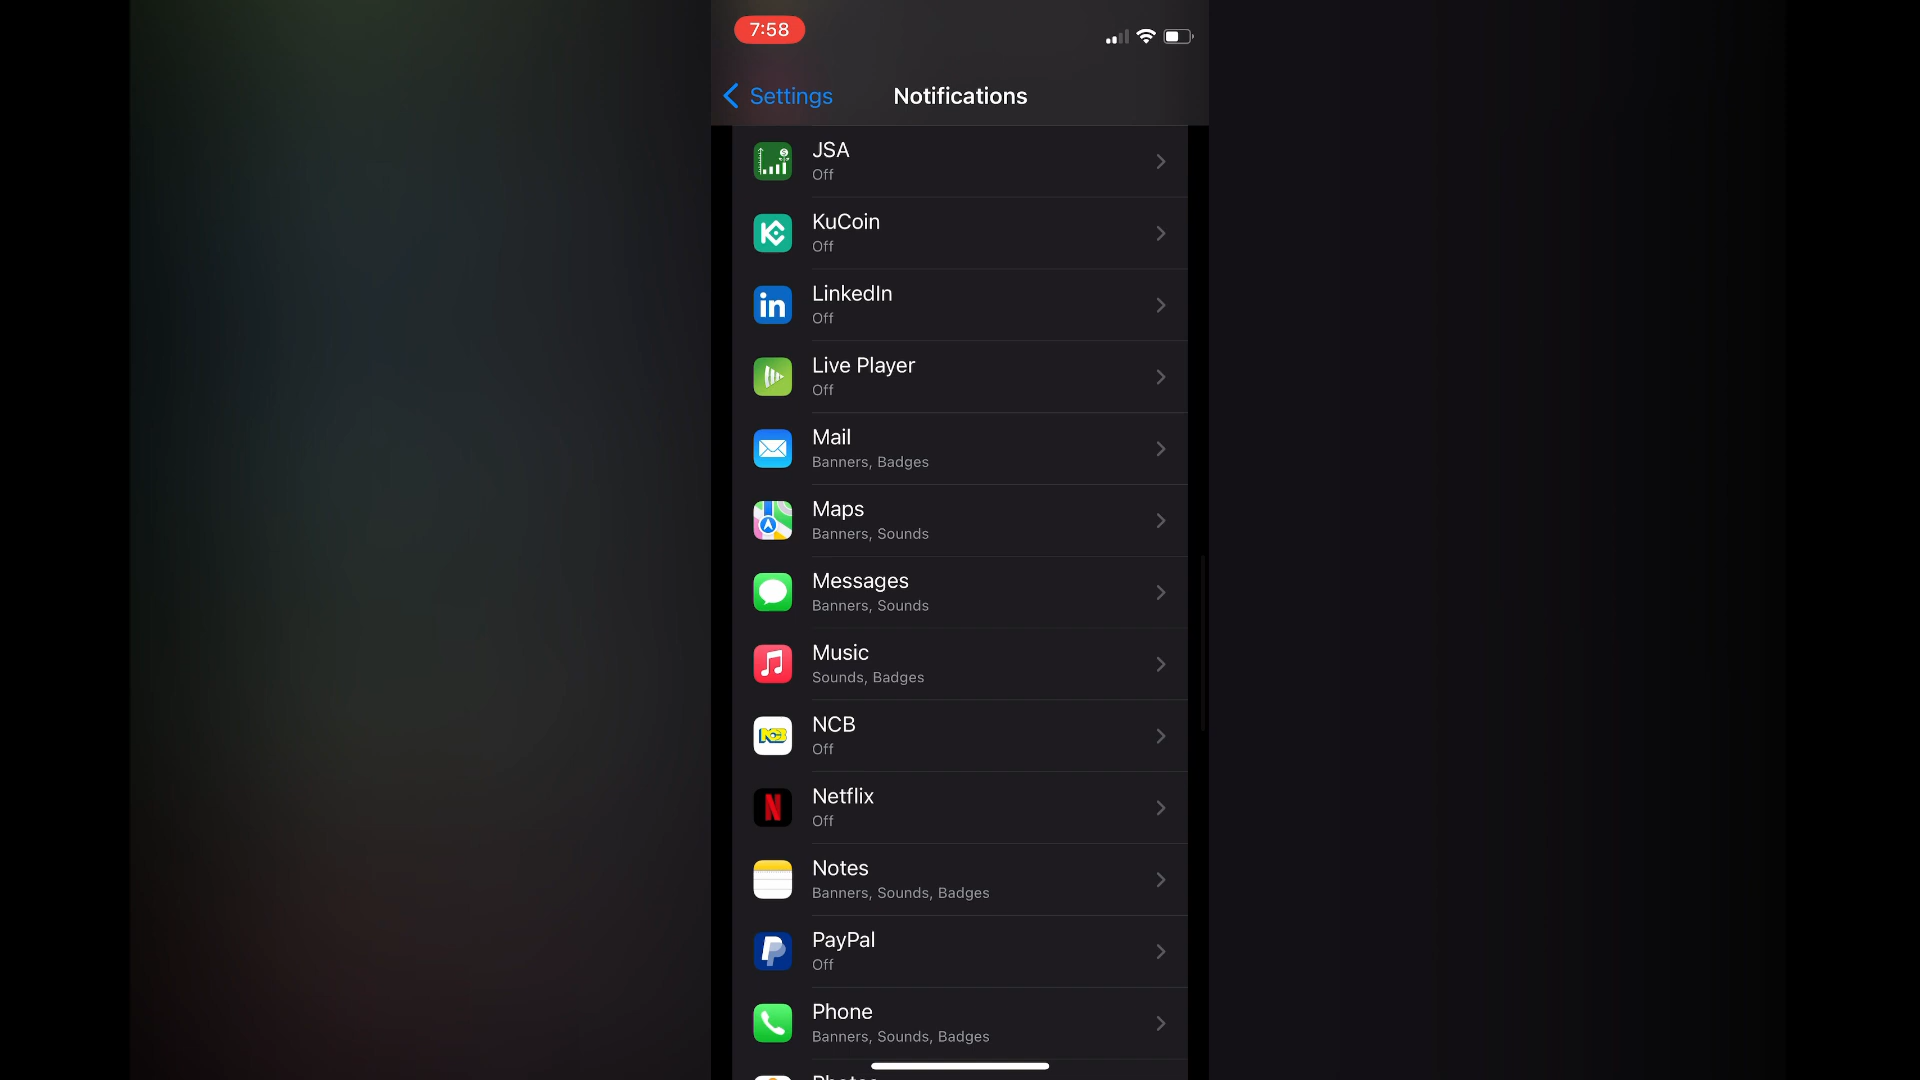 7:58
Settings
Notifications
JSA
Off
KuCoin
Off
LinkedIn
Off
Live Player
Off
Mail
Banners, Badges
Maps
Banners, Sounds
Messages
Banners, Sounds
Music
Sounds, Badges
NCB
NCB
Off
Netflix
Off
Notes
Banners, Sounds, Badges
PayPal
Off
Phone
Banners, Sounds, Badges